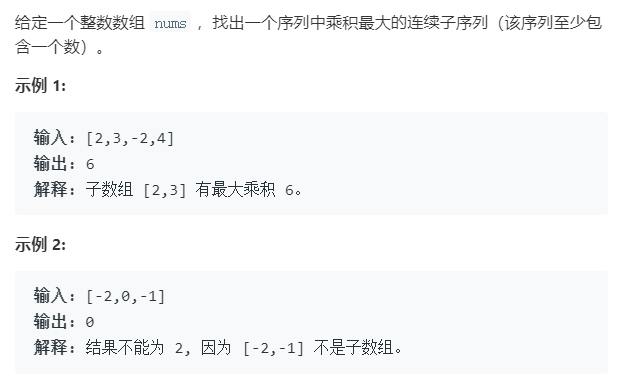 给定一个整数数组 nums ，找出一个序列中乘积最大的连续子序列（该序列至少包
含一个数）。
示例 1:
输入: [2,3,-2,4]
输出: 6
解释: 子数组 [2,3] 有最大乘积 6。
示例 2:
输入: [-2,0,-1]
输出: 0
解释: 结果不能为 2, 因为 [-2,-1] 不是子数组。